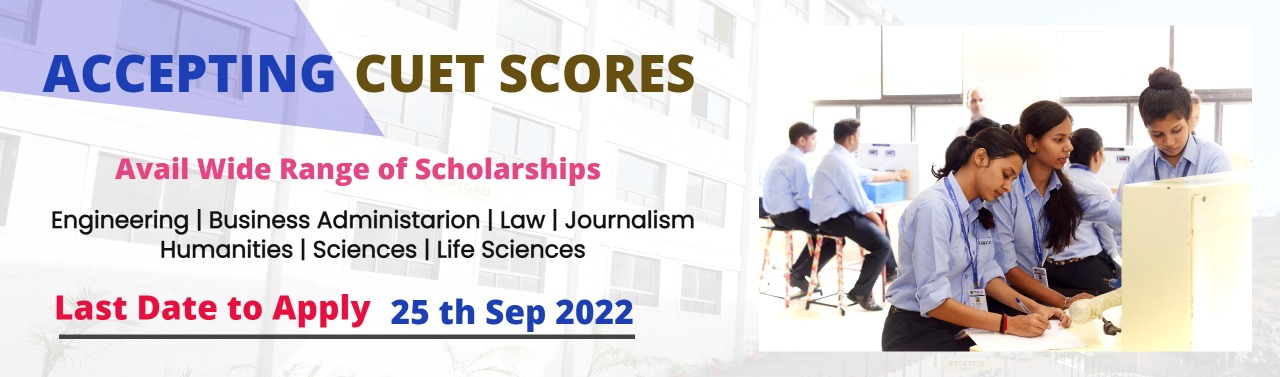 ACCEPTING CUET SCORES
Avail Wide Range of Scholarships
Engineering | Business Administarion | Law | Journalism
Humanities | Sciences | Life Sciences
Last Date to Apply 25 th Sep 2022